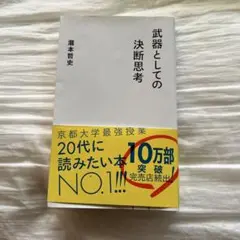 武器としての
決断思考
瀧本哲史
京都大学最強授業
20代に
読みたい本
NO.1!!!
10万部
突破
完売店続出!